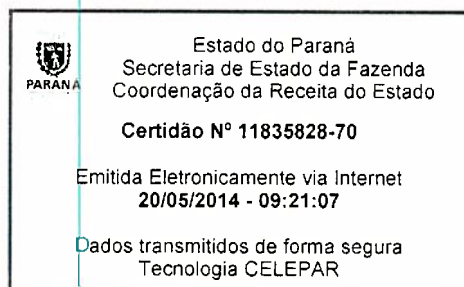 PARANÁ
Estado do Paraná
Secretaria de Estado da Fazenda
Coordenação da Receita do Estado
Certidão Nº 11835828-70
Emitida Eletronicamente via Internet
20/05/2014 - 09:21:07
Dados transmitidos de forma segura
Tecnologia CELEPAR